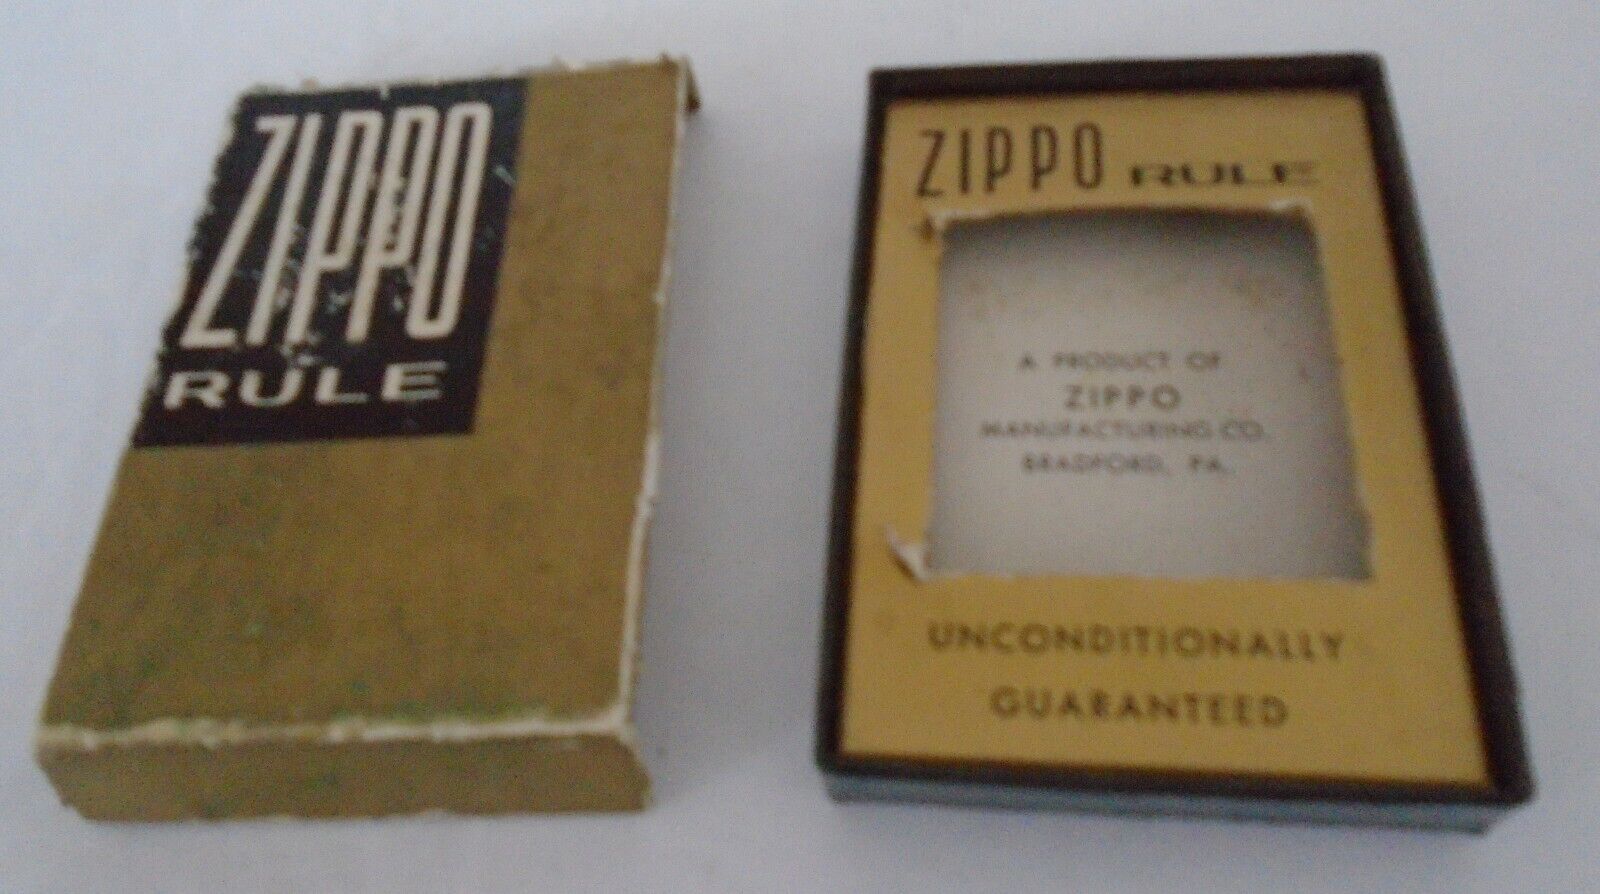 ZIPPO
RULE
ZIPPO RULE
A PRODUCT OF
ZIPPO
MANUFACTURING CO.
BRADFORD, PA.
UNCONDITIONALLY
GUARANTEED